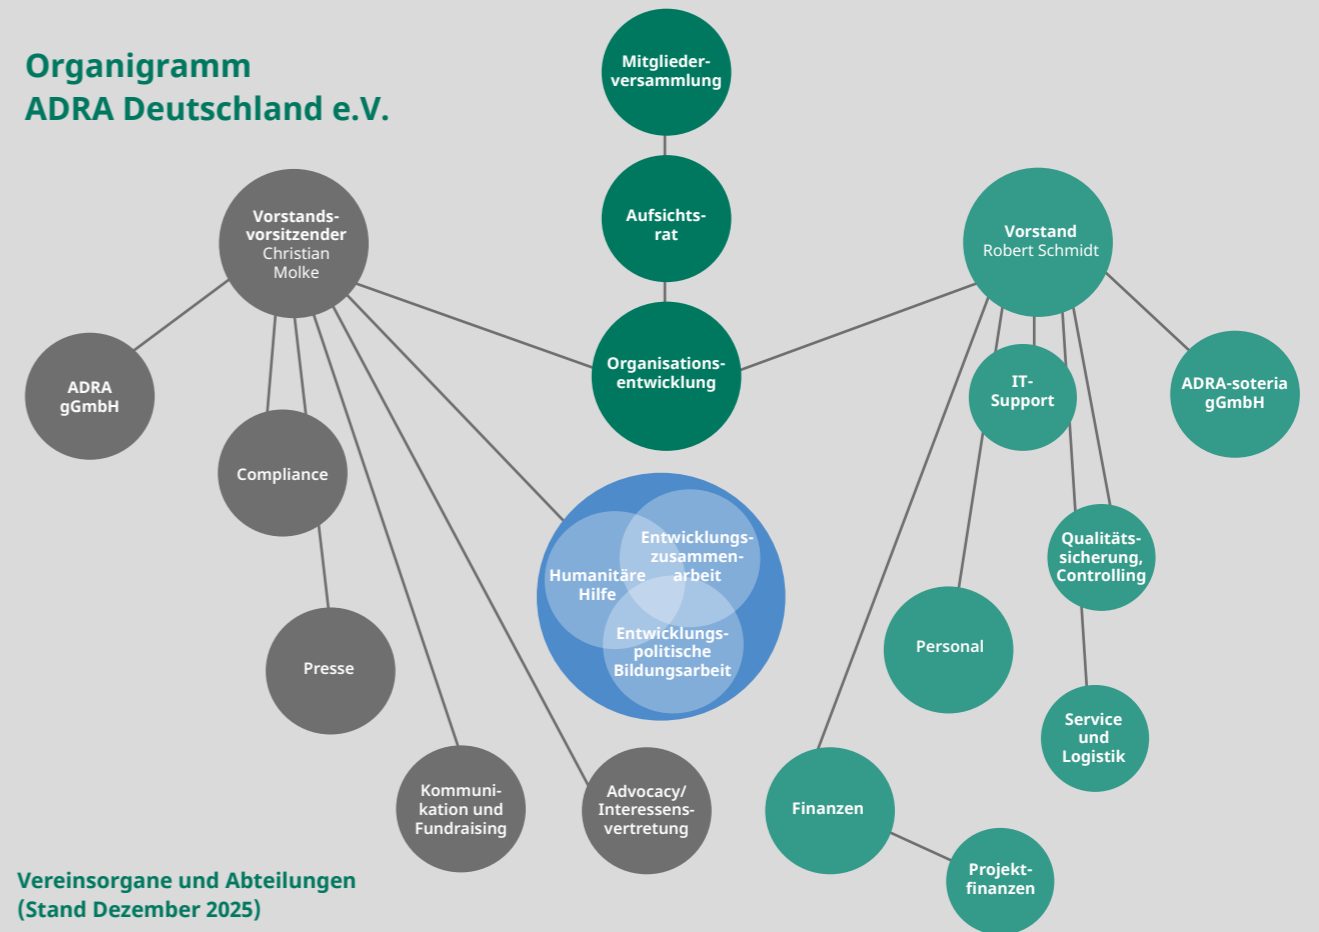 Organigramm
ADRA Deutschland e.V.
Mitglieder-
versammlung
Aufsichts-
rat
Vorstands-
vorsitzender
Christian
Molke
Vorstand
Robert Schmidt
Organisations-
entwicklung
ADRA
gGmbH
IT-
Support
ADRA-soteria
gGmbH
Compliance
Entwicklungs-
zusammen-
arbeit
Humanitäre
Hilfe
Entwicklungs-
politische
Bildungsarbeit
Qualitäts-
sicherung,
Controlling
Presse
Personal
Service
und
Logistik
Kommuni-
kation und
Fundraising
Advocacy/
Interessens-
vertretung
Finanzen
Projekt-
finanzen
Vereinsorgane und Abteilungen
(Stand Dezember 2025)